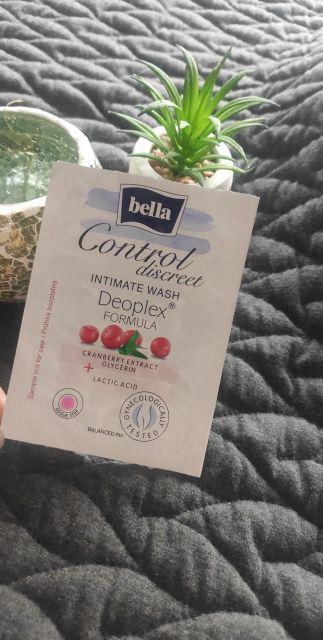 bella
Control
discreet
INTIMATE WASH
Deoplex®
FORMULA
CRANBERRY EXTRACT
GLYCERIN
+
LACTIC ACID
GYNECOLOGICALLY
TESTED
BALANCED PH
Sample not for sale / Próbka bezpłatna